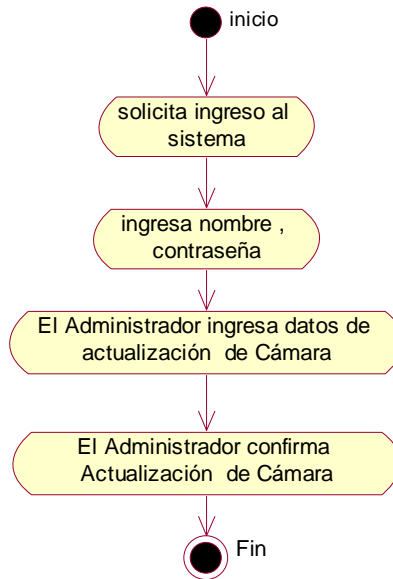 inicio
solicita ingreso al
sistema
ingresa nombre ,
contraseña
El Administrador ingresa datos de
actualización de Cámara
El Administrador confirma
Actualización de Cámara
Fin